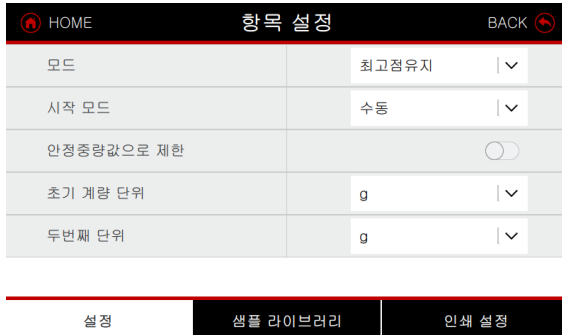 HOME 항목 설정 BACK
모드 최고점유지
시작 모드 수동
안정중량값으로 제한
초기 계량 단위 g
두번째 단위 g
설정 샘플 라이브러리 인쇄 설정